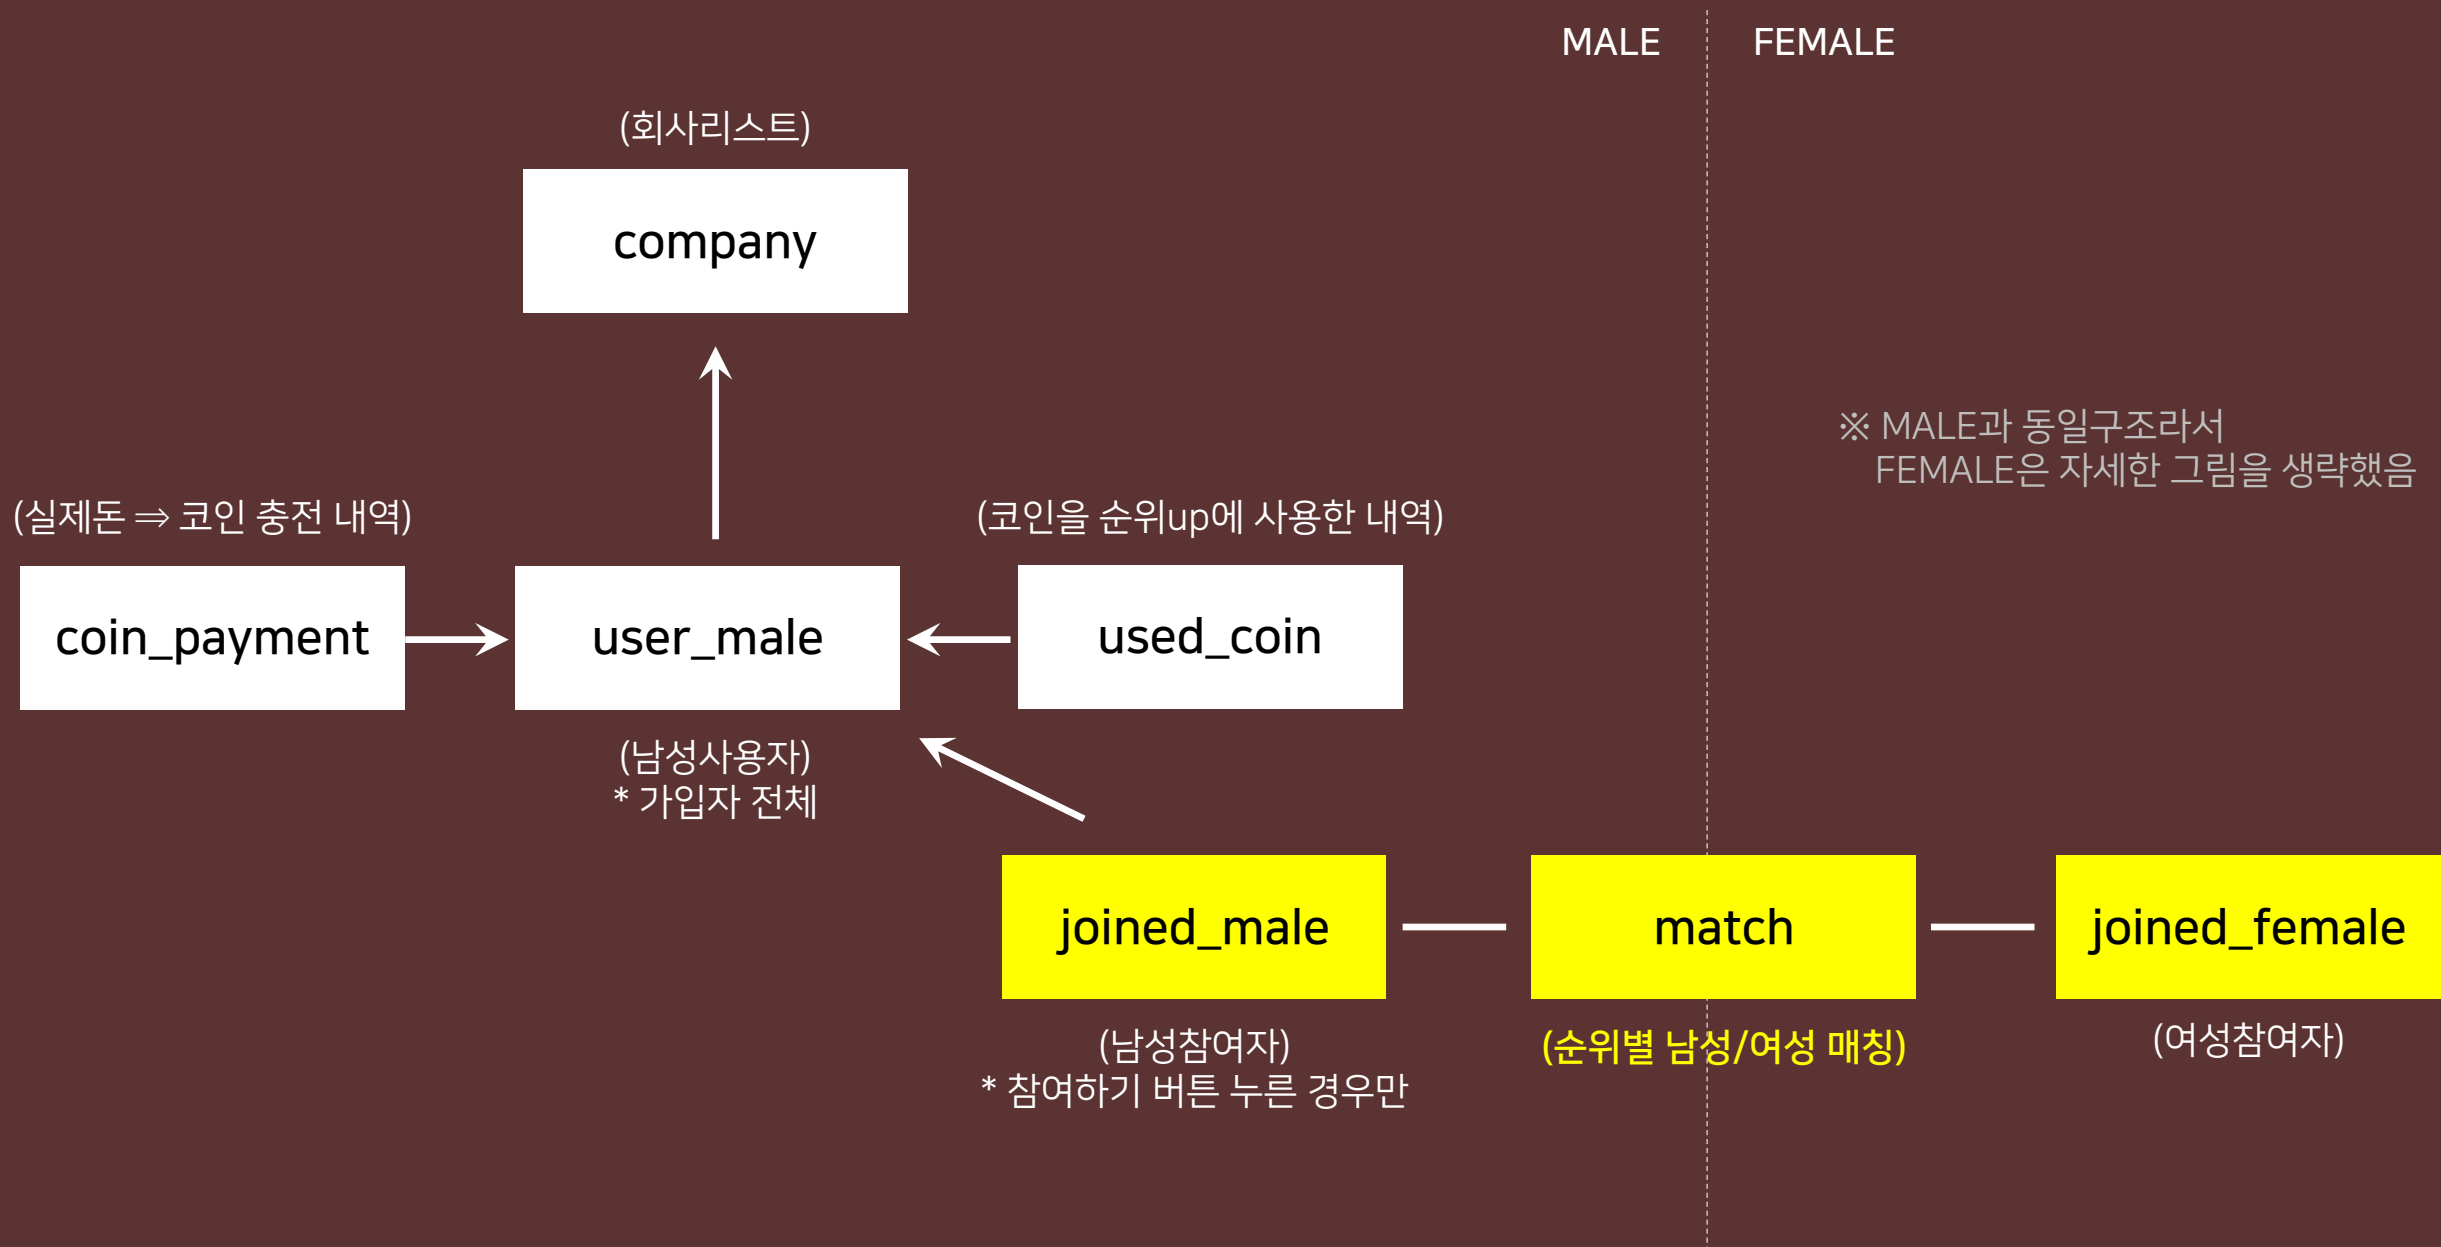 MALE
FEMALE
(회사리스트)
company
※ MALE과 동일구조라서
FEMALE은 자세한 그림을 생략했음
(실제돈 ⇒ 코인 충전 내역)
(코인을 순위up에 사용한 내역)
coin_payment
user_male
used_coin
(남성사용자)
* 가입자 전체
joined_male
match
joined_female
(남성참여자)
* 참여하기 버튼 누른 경우만
(순위별 남성/여성 매칭)
(여성참여자)